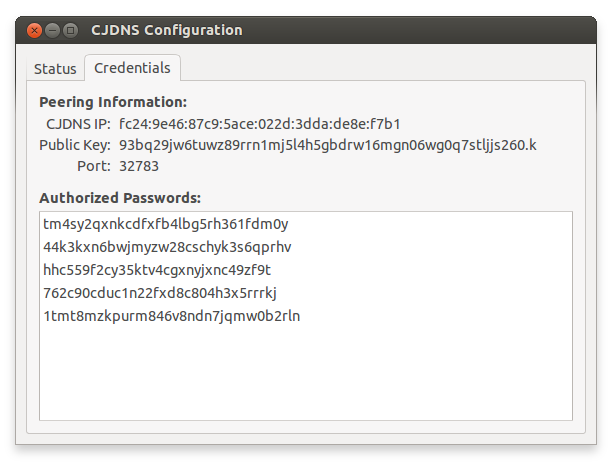 CJDNS Configuration
Status Credentials
Peering Information:
CJDNS IP: fc24:9e46:87c9:5ace:022d:3dda:de8e:f7b1
Public Key: 93bq29jw6tuwz89rrn1mj5l4h5gbdrw16mgn06wg0q7stljjs260.k
Port: 32783
Authorized Passwords:
tm4sy2qxnkcdfxfb4lbg5rh361fdm0y
44k3kxn6bwjmyzw28cschyk3s6qprhv
hhc559f2cy35ktv4cgxnyjxnc49zf9t
762c90cduc1n22fxd8c804h3x5rrrkj
1tmt8mzkpurm846v8ndn7jqmw0b2rln